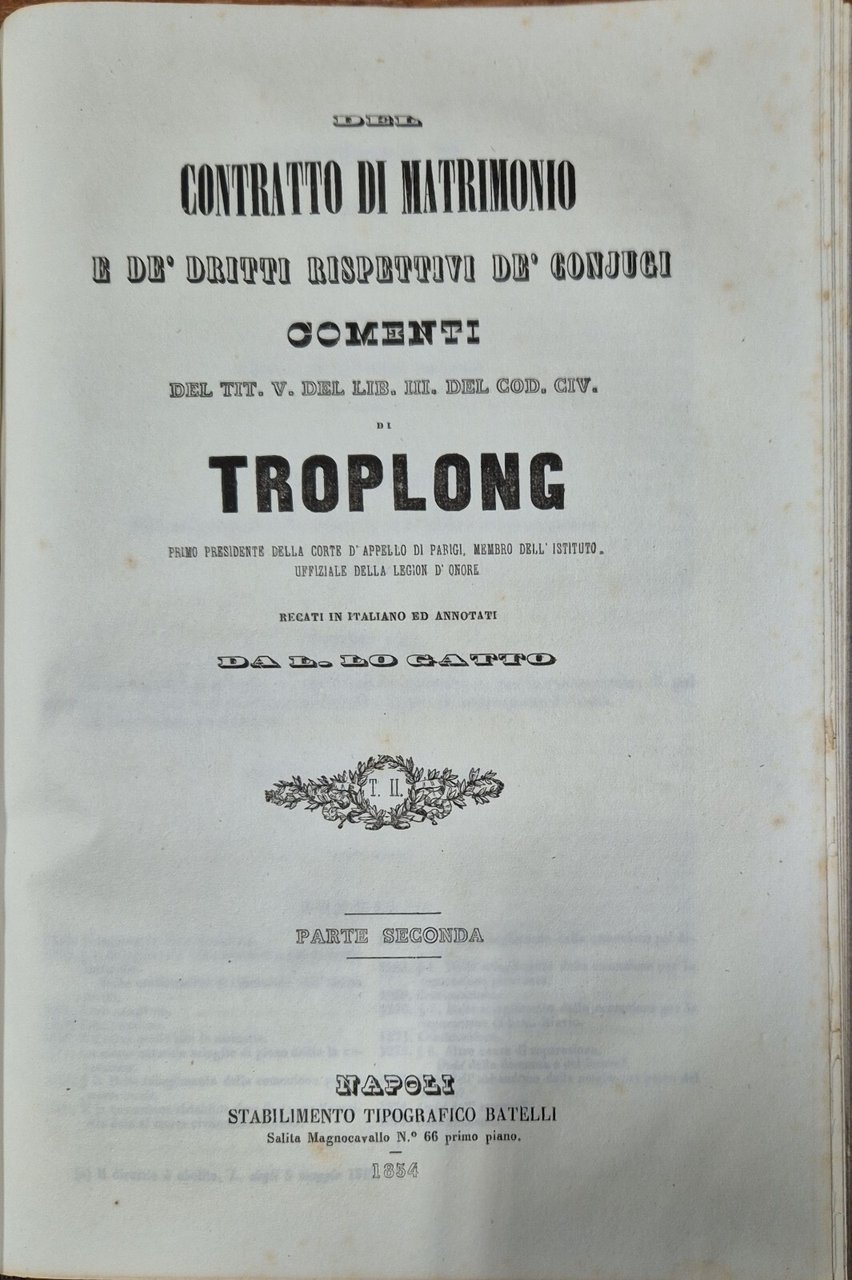 DEL
CONTRATTO DI MATRIMONIO
E DE' DRITTI RISPETTIVI DE' CONJUGI
COMENTI
DEL TIT. V. DEL LIB. III. DEL COD. CIV.
DI
TROPLONG
PRIMO PRESIDENTE DELLA CORTE D' APPELLO DI PARIGI, MEMBRO DELL' ISTITUTO.
UFFIZIALE DELLA LEGION D' ONORE
RECATI IN ITALIANO ED ANNOTATI
DA L. LO GATTO
T. II.
PARTE SECONDA
NAPOLI
STABILIMENTO TIPOGRAFICO BATELLI
Salita Magnocavallo N.º 66 primo piano.
1854